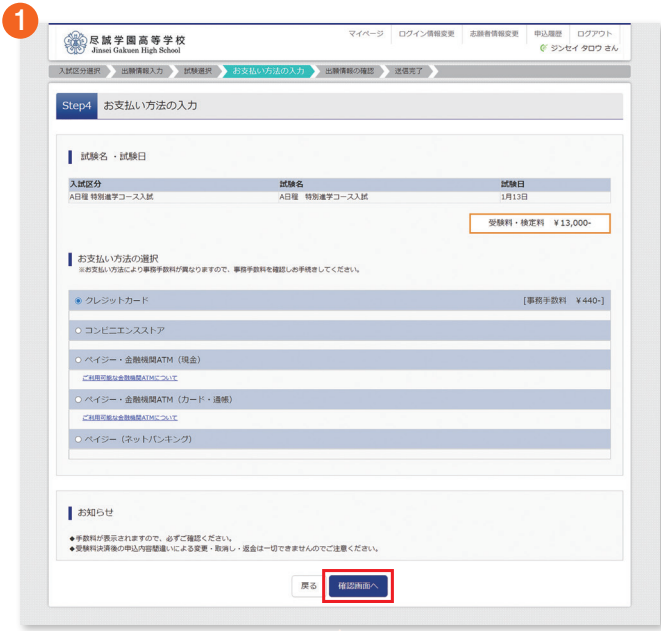 1
尽誠学園高等学校
Jinsei Gakuen High School
マイページ ログイン情報変更 志願者情報変更 申込履歴 ログアウト
ジンセイ タロウ さん
入試区分選択 出願情報入力 試験選択 お支払い方法の入力 出願情報の確認 送信完了
Step4 お支払い方法の入力
試験名 ・試験日
入試区分 試験名 試験日
A日程 特別進学コース入試 A日程 特別進学コース入試 1月13日
受験料・検定料 ¥13,000-
お支払い方法の選択
※お支払い方法により事務手数料が異なりますので、事務手数料を確認しお手続きしてください。
クレジットカード [事務手数料 ¥440-]
コンビニエンスストア
ペイジー・金融機関ATM（現金）
ご利用可能な金融機関ATMについて
ペイジー・金融機関ATM（カード・通帳）
ご利用可能な金融機関ATMについて
ペイジー（ネットバンキング）
お知らせ
◆手数料が表示されますので、必ずご確認ください。
◆受験料決済後の申込内容間違いによる変更・取消し・返金は一切できませんのでご注意ください。
戻る 確認画面へ